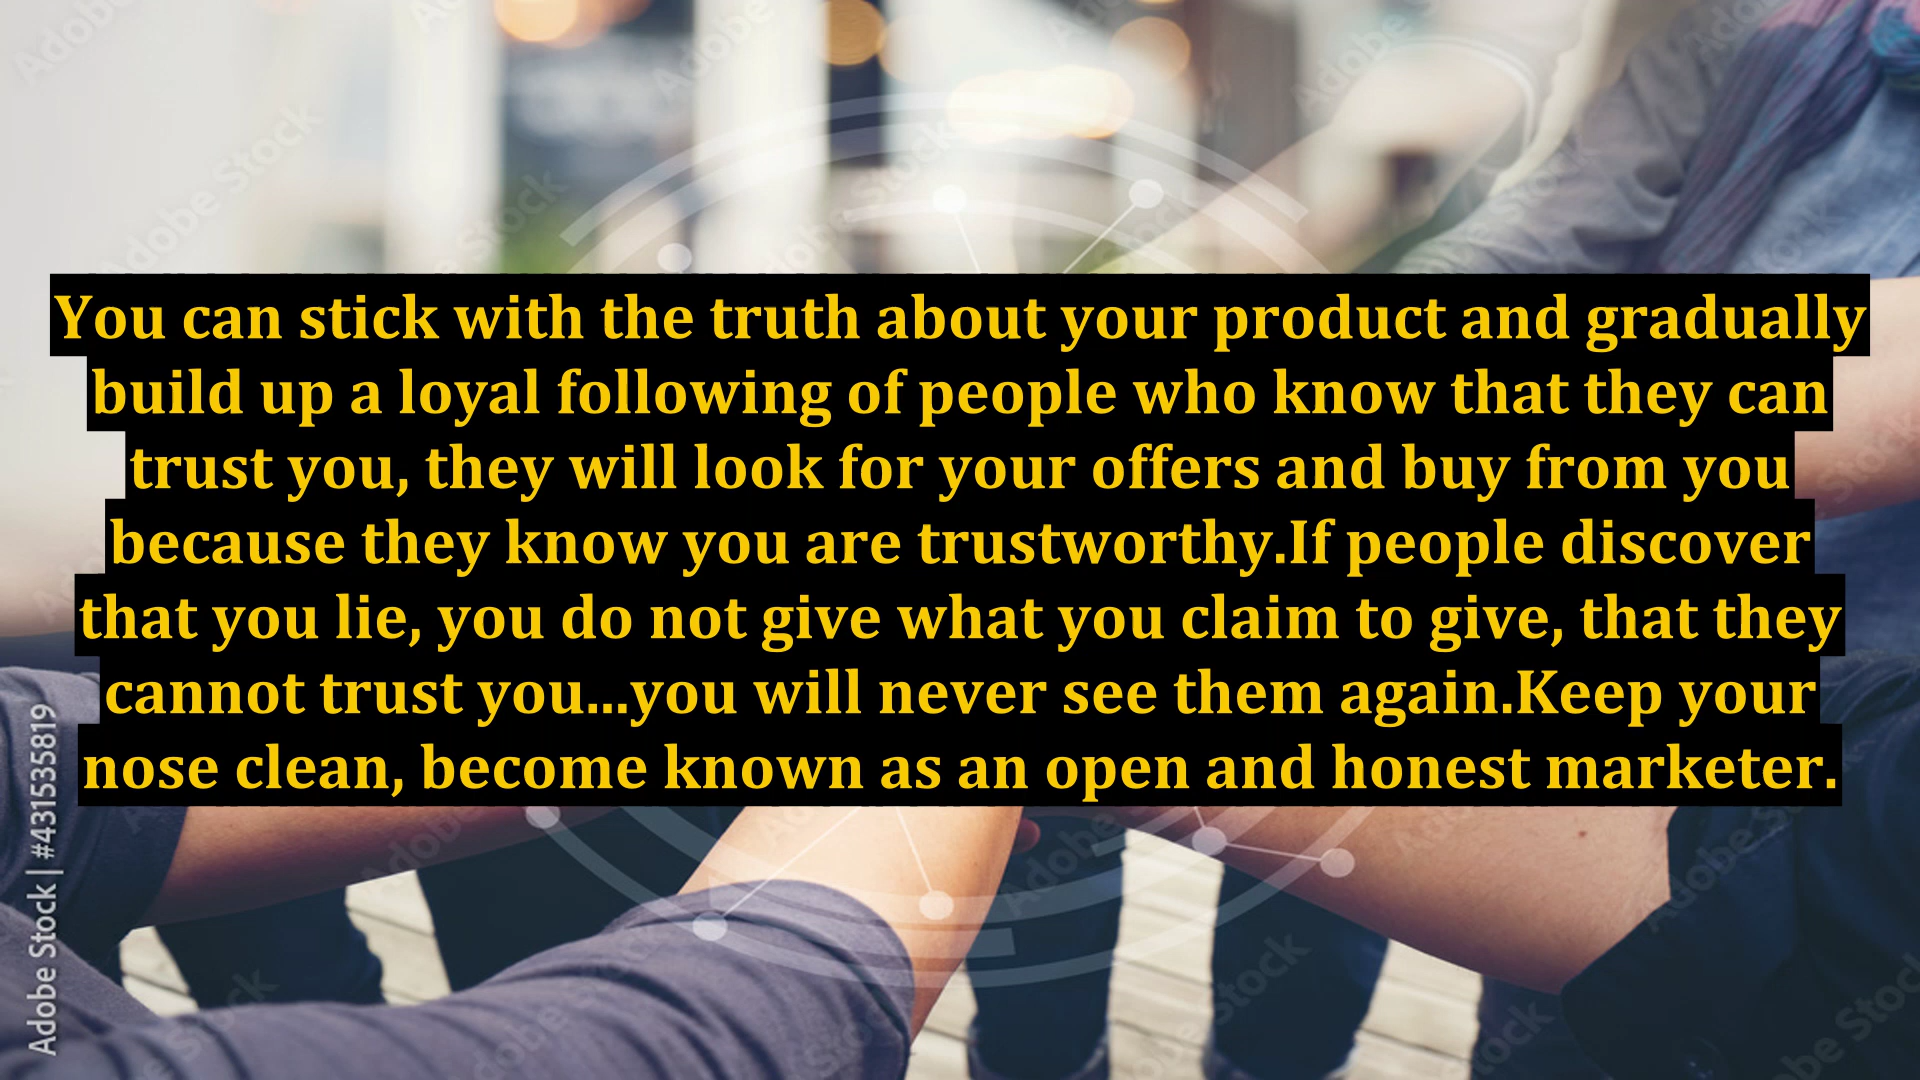 You can stick with the truth about your product and gradually
build up a loyal following of people who know that they can
trust you, they will look for your offers and buy from you
because they know you are trustworthy.If people discover
that you lie, you do not give what you claim to give, that they
cannot trust you...you will never see them again.Keep your
nose clean, become known as an open and honest marketer.
Adobe Stock | #431535819